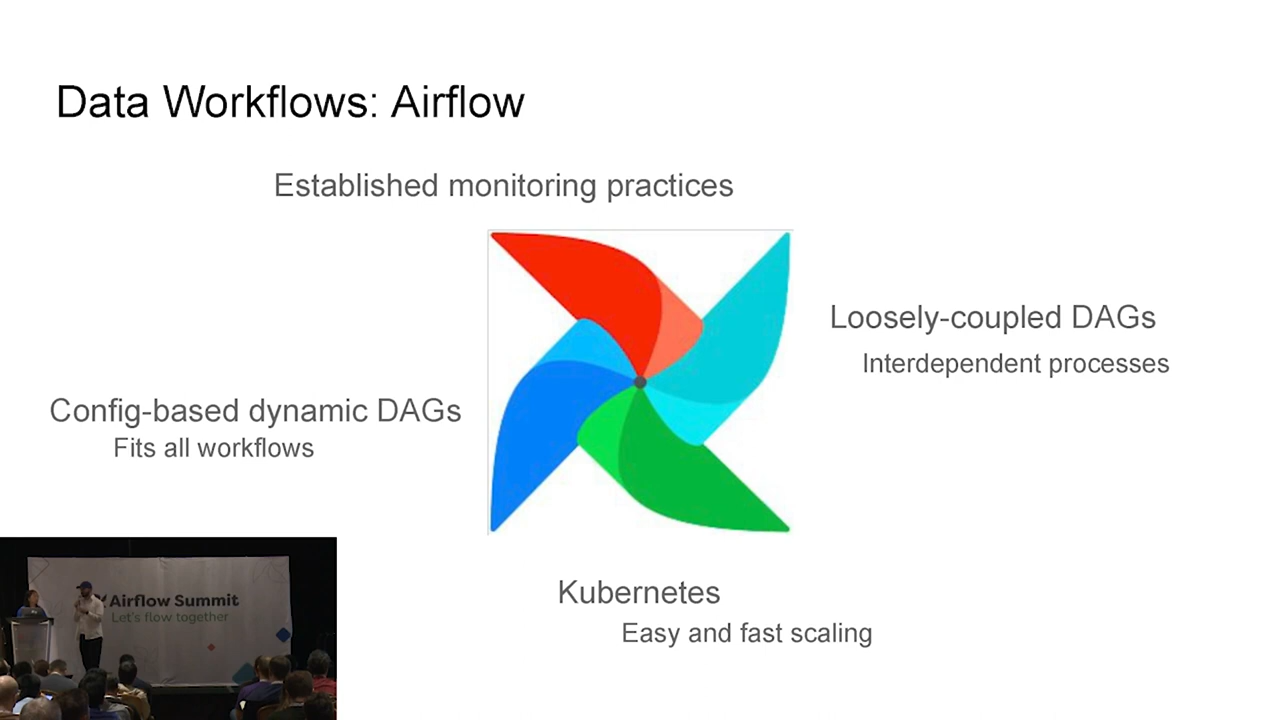 Data Workflows: Airflow
Established monitoring practices
Loosely-coupled DAGs
Interdependent processes
Config-based dynamic DAGs
Fits all workflows
Kubernetes
Easy and fast scaling
Airflow Summit
Let's flow together